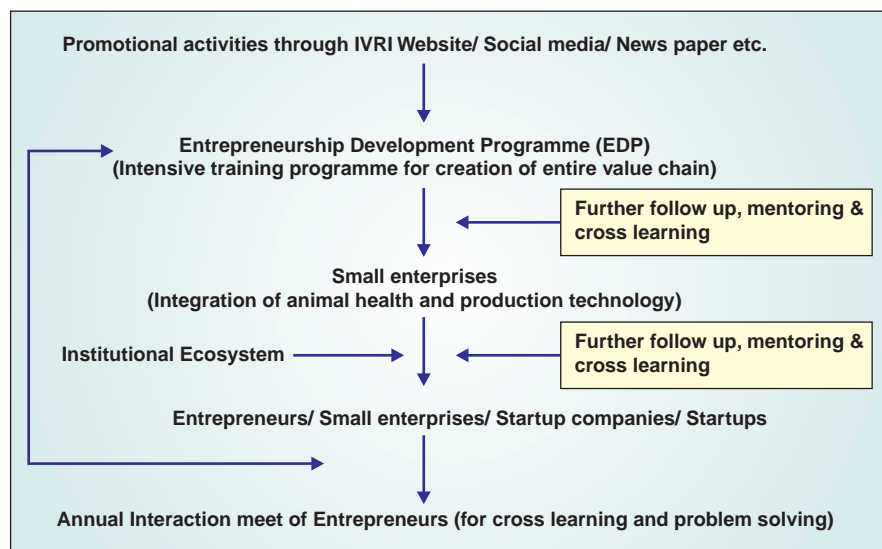 Promotional activities through IVRI Website/ Social media/ News paper etc.
Entrepreneurship Development Programme (EDP)
(Intensive training programme for creation of entire value chain)
Further follow up, mentoring &
cross learning
Small enterprises
(Integration of animal health and production technology)
Institutional Ecosystem
Further follow up, mentoring &
cross learning
Entrepreneurs/ Small enterprises/ Startup companies/ Startups
Annual Interaction meet of Entrepreneurs (for cross learning and problem solving)